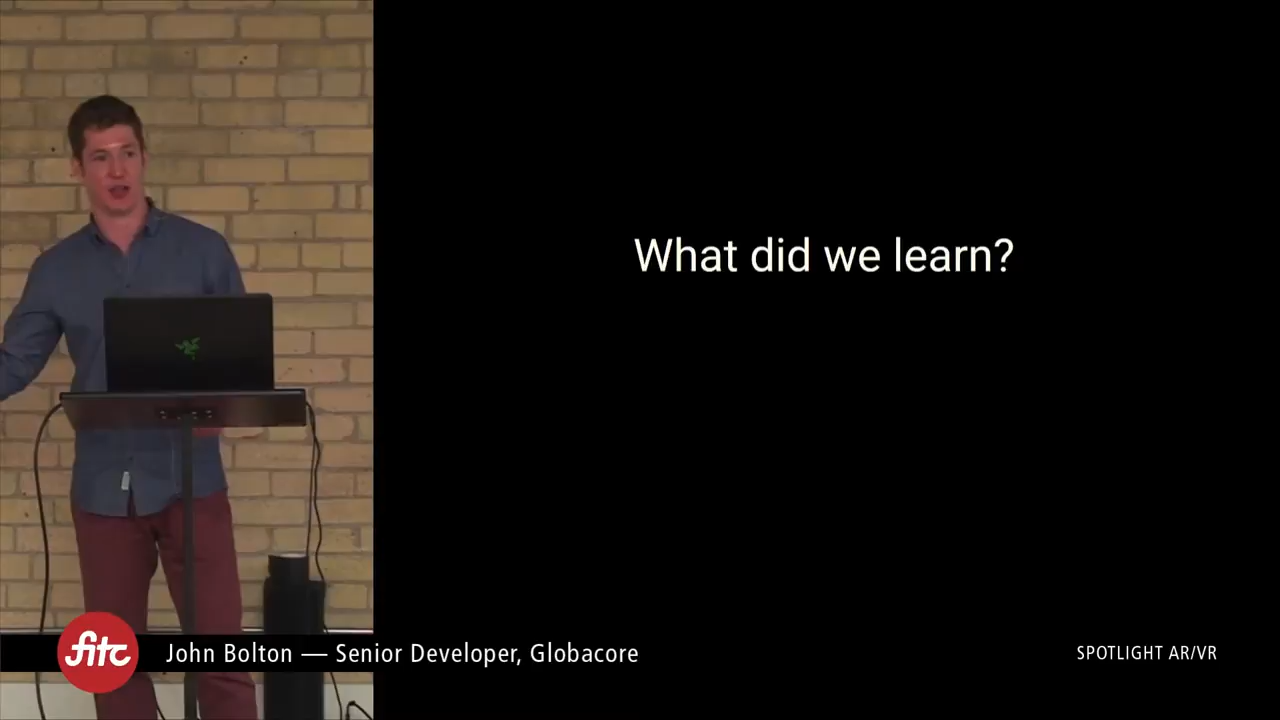 What did we learn?
fitc
John Bolton — Senior Developer, Globacore
SPOTLIGHT AR/VR